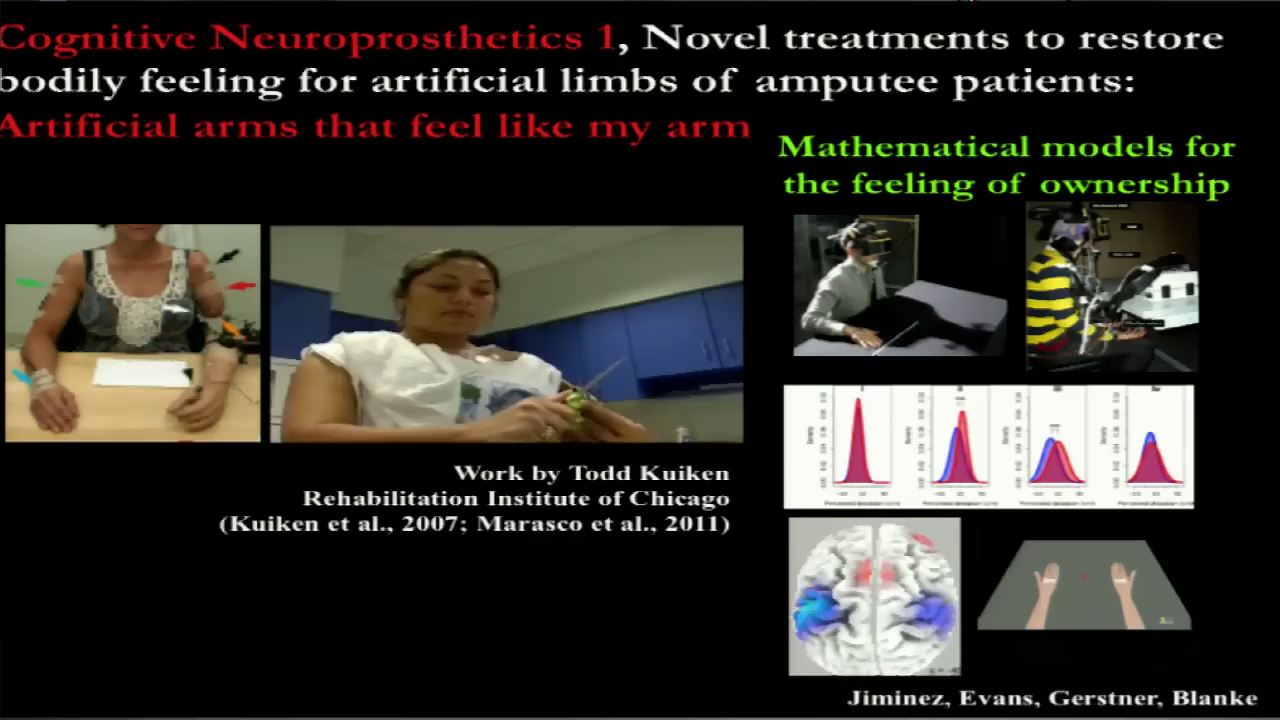 Cognitive Neuroprosthetics 1, Novel treatments to restore
bodily feeling for artificial limbs of amputee patients:
Artificial arms that feel like my arm
Mathematical models for
the feeling of ownership
Work by Todd Kuiken
Rehabilitation Institute of Chicago
(Kuiken et al., 2007; Marasco et al., 2011)
Jiminez, Evans, Gerstner, Blanke